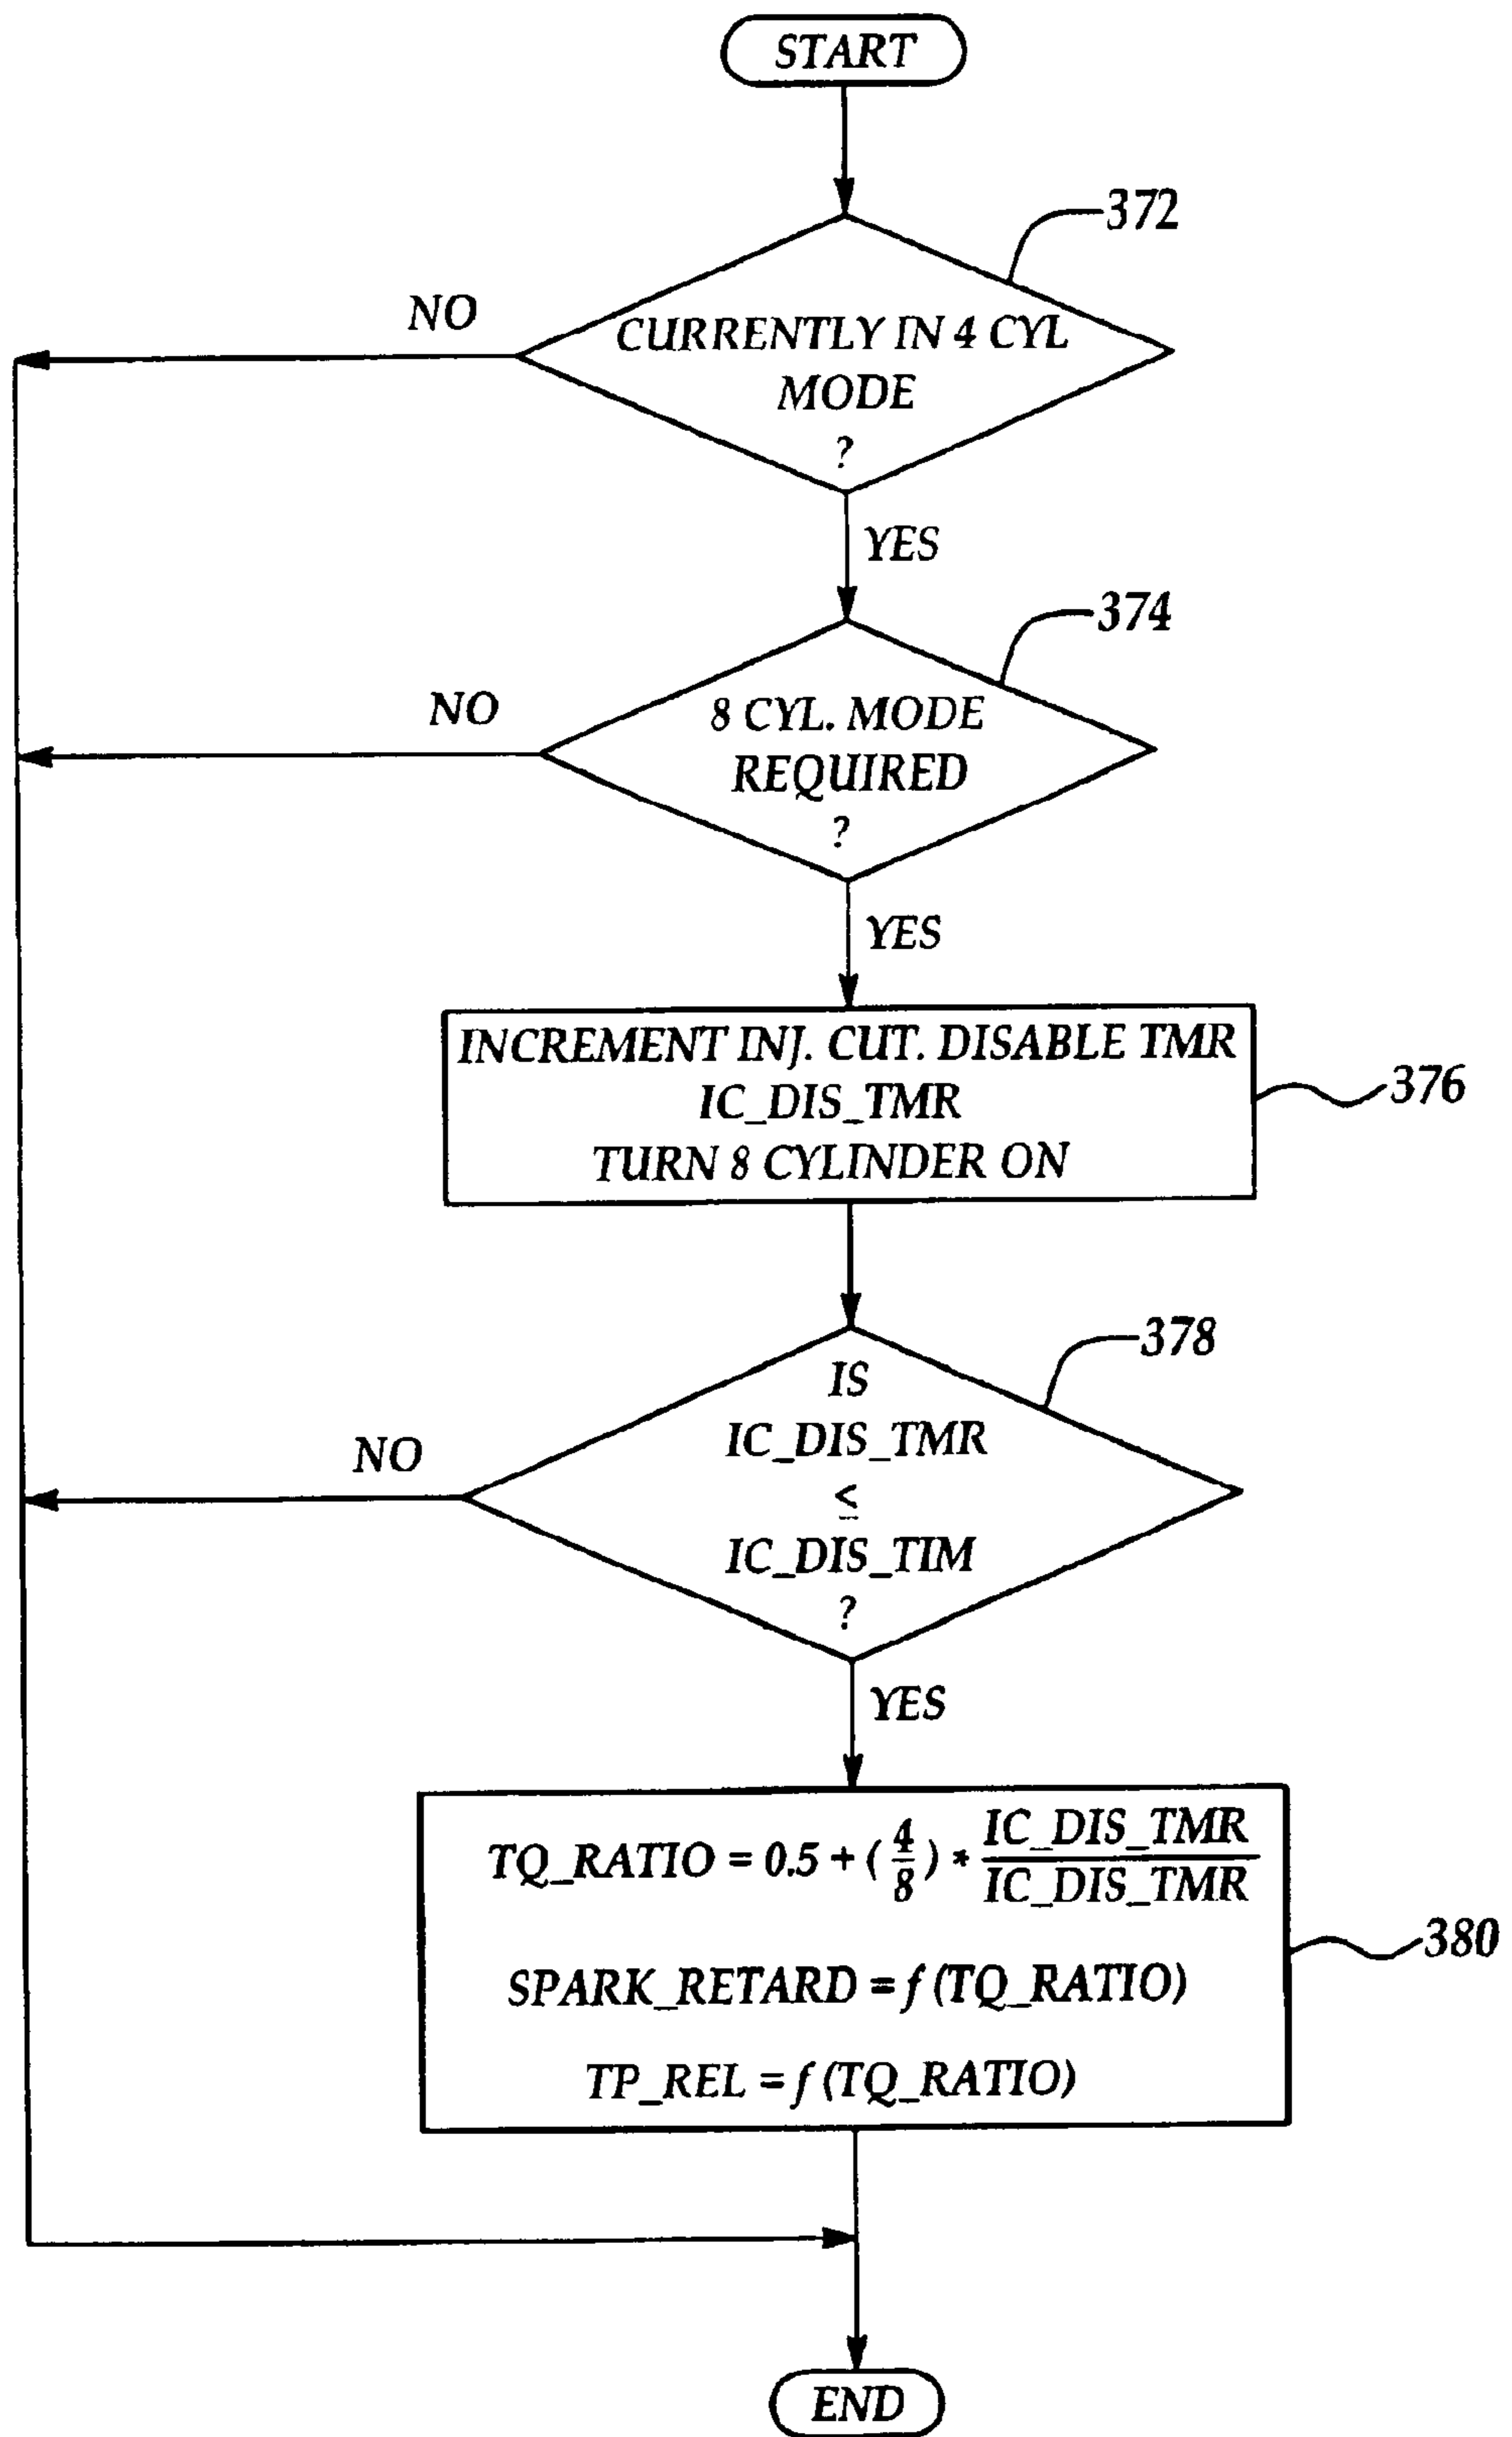 START
372
NO
CURRENTLY IN 4 CYL
MODE
?
YES
374
NO
8 CYL. MODE
REQUIRED
?
YES
INCREMENT INJ. CUT. DISABLE TMR
IC_DIS_TMR
TURN 8 CYLINDER ON
376
378
IS
NO
IC_DIS_TMR
≤
IC_DIS_TIM
?
YES
TQ_RATIO = 0.5 + (4/8) * IC_DIS_TMR/IC_DIS_TMR
380
SPARK_RETARD = f (TQ_RATIO)
TP_REL = f (TQ_RATIO)
END